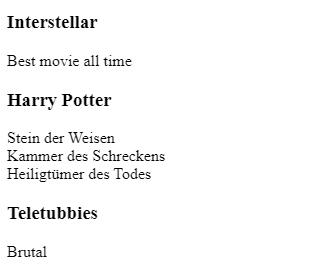 Interstellar
Best movie all time
Harry Potter
Stein der Weisen
Kammer des Schreckens
Heiligtümer des Todes
Teletubbies
Brutal